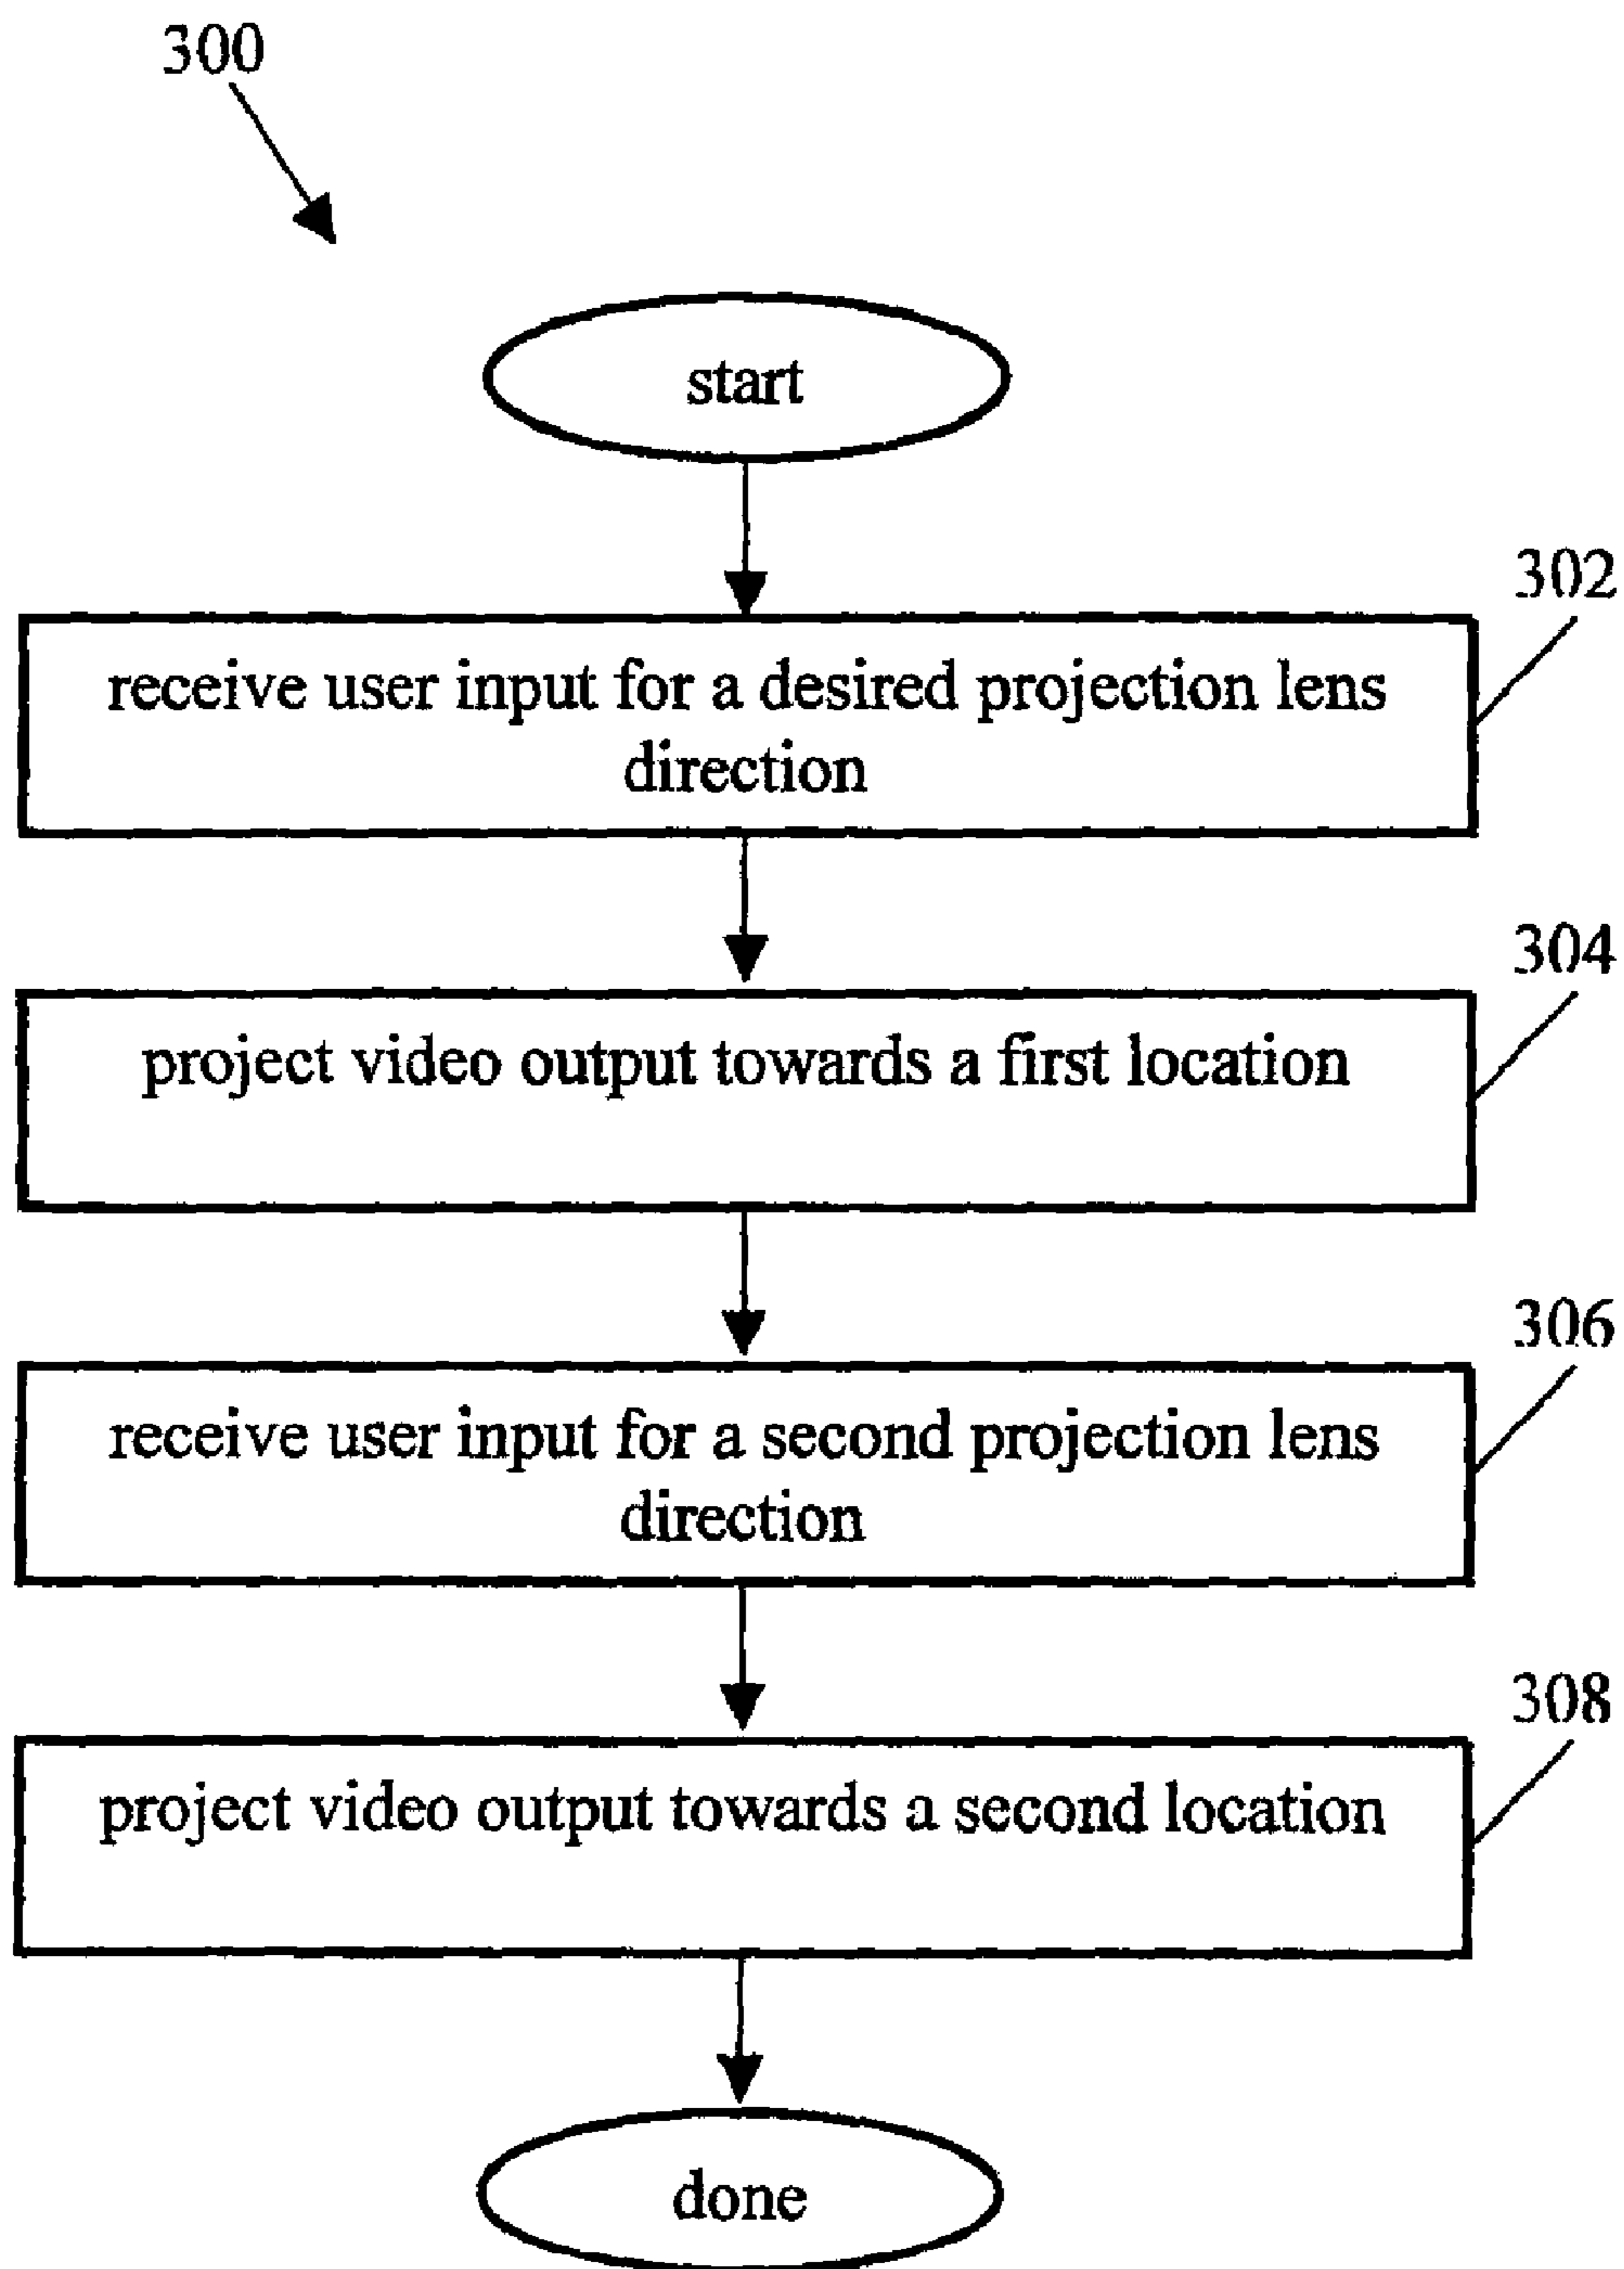 300
start
302
receive user input for a desired projection lens
direction
304
project video output towards a first location
306
receive user input for a second projection lens
direction
308
project video output towards a second location
done